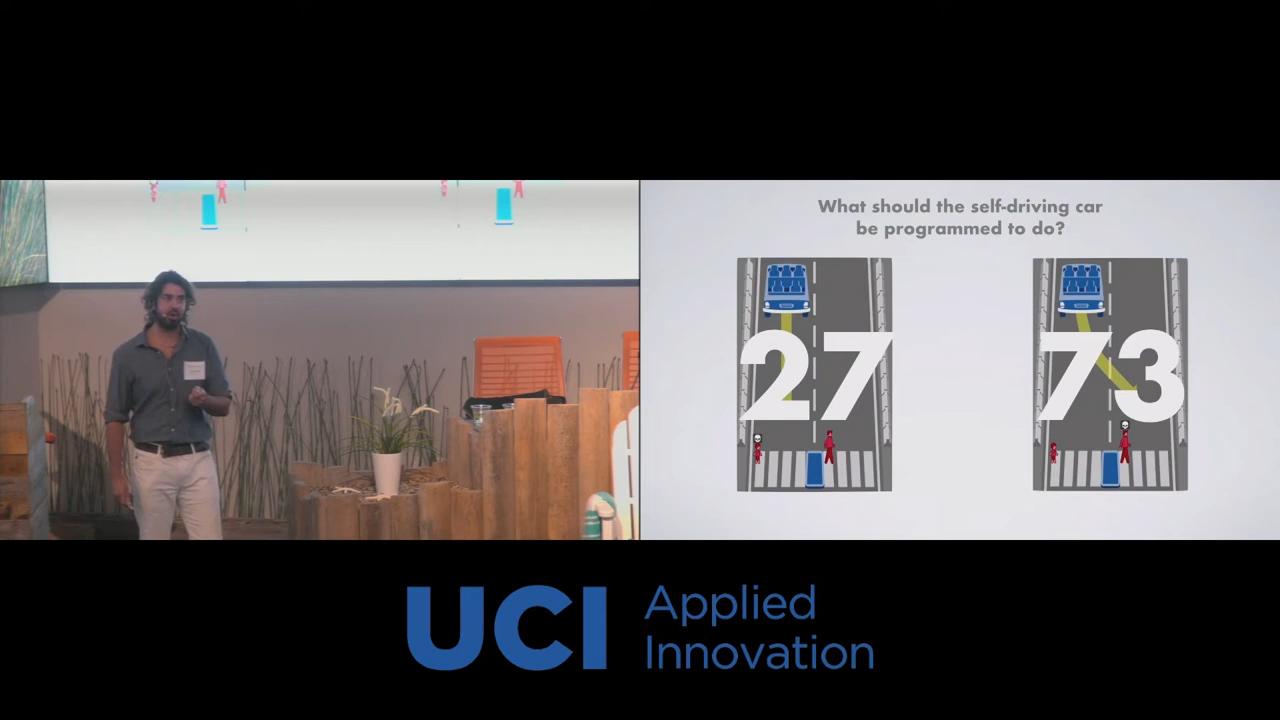 What should the self-driving car
be programmed to do?
27
73
UCI
Applied
Innovation